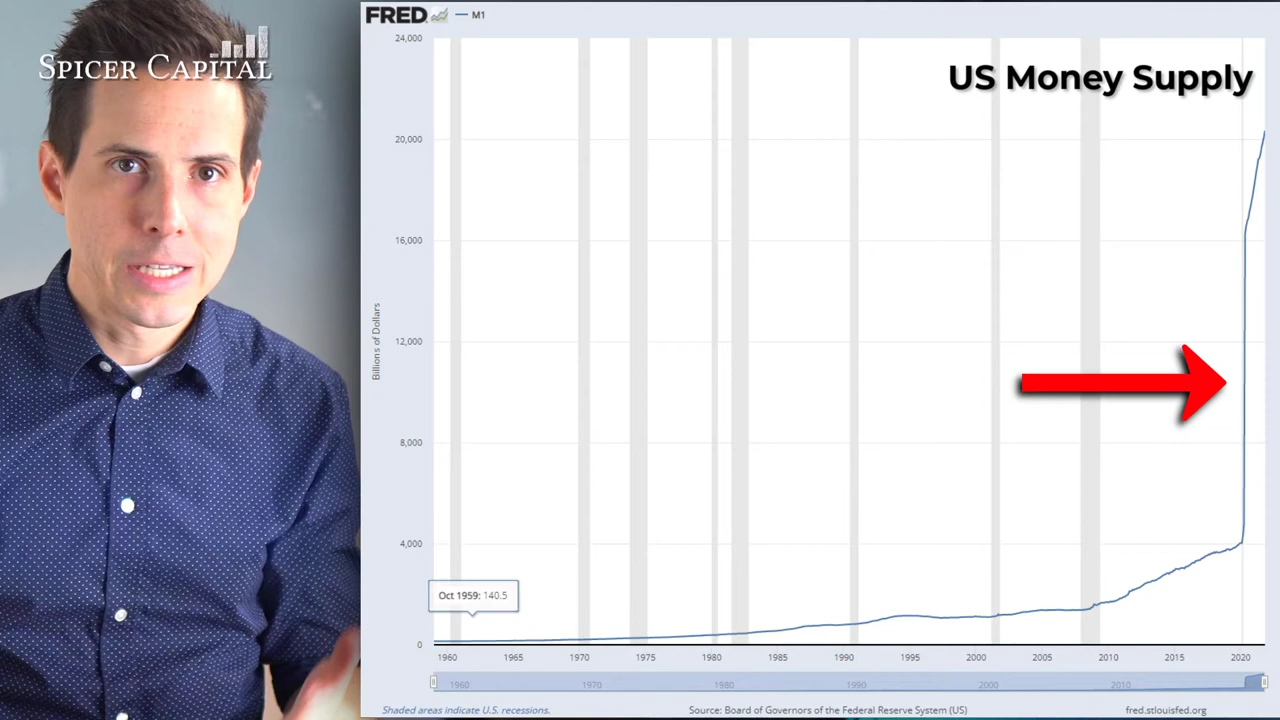 SPICER CAPITAL
FRED
M1
US Money Supply
24,000
20,000
16,000
12,000
8,000
4,000
0
Billions of Dollars
Oct 1959: 140.5
1960 1965 1970 1975 1980 1985 1990 1995 2000 2005 2010 2015 2020
1960 1970 1980 1990 2000 2010
Shaded areas indicate U.S. recessions.
Source: Board of Governors of the Federal Reserve System (US)
fred.stlouisfed.org